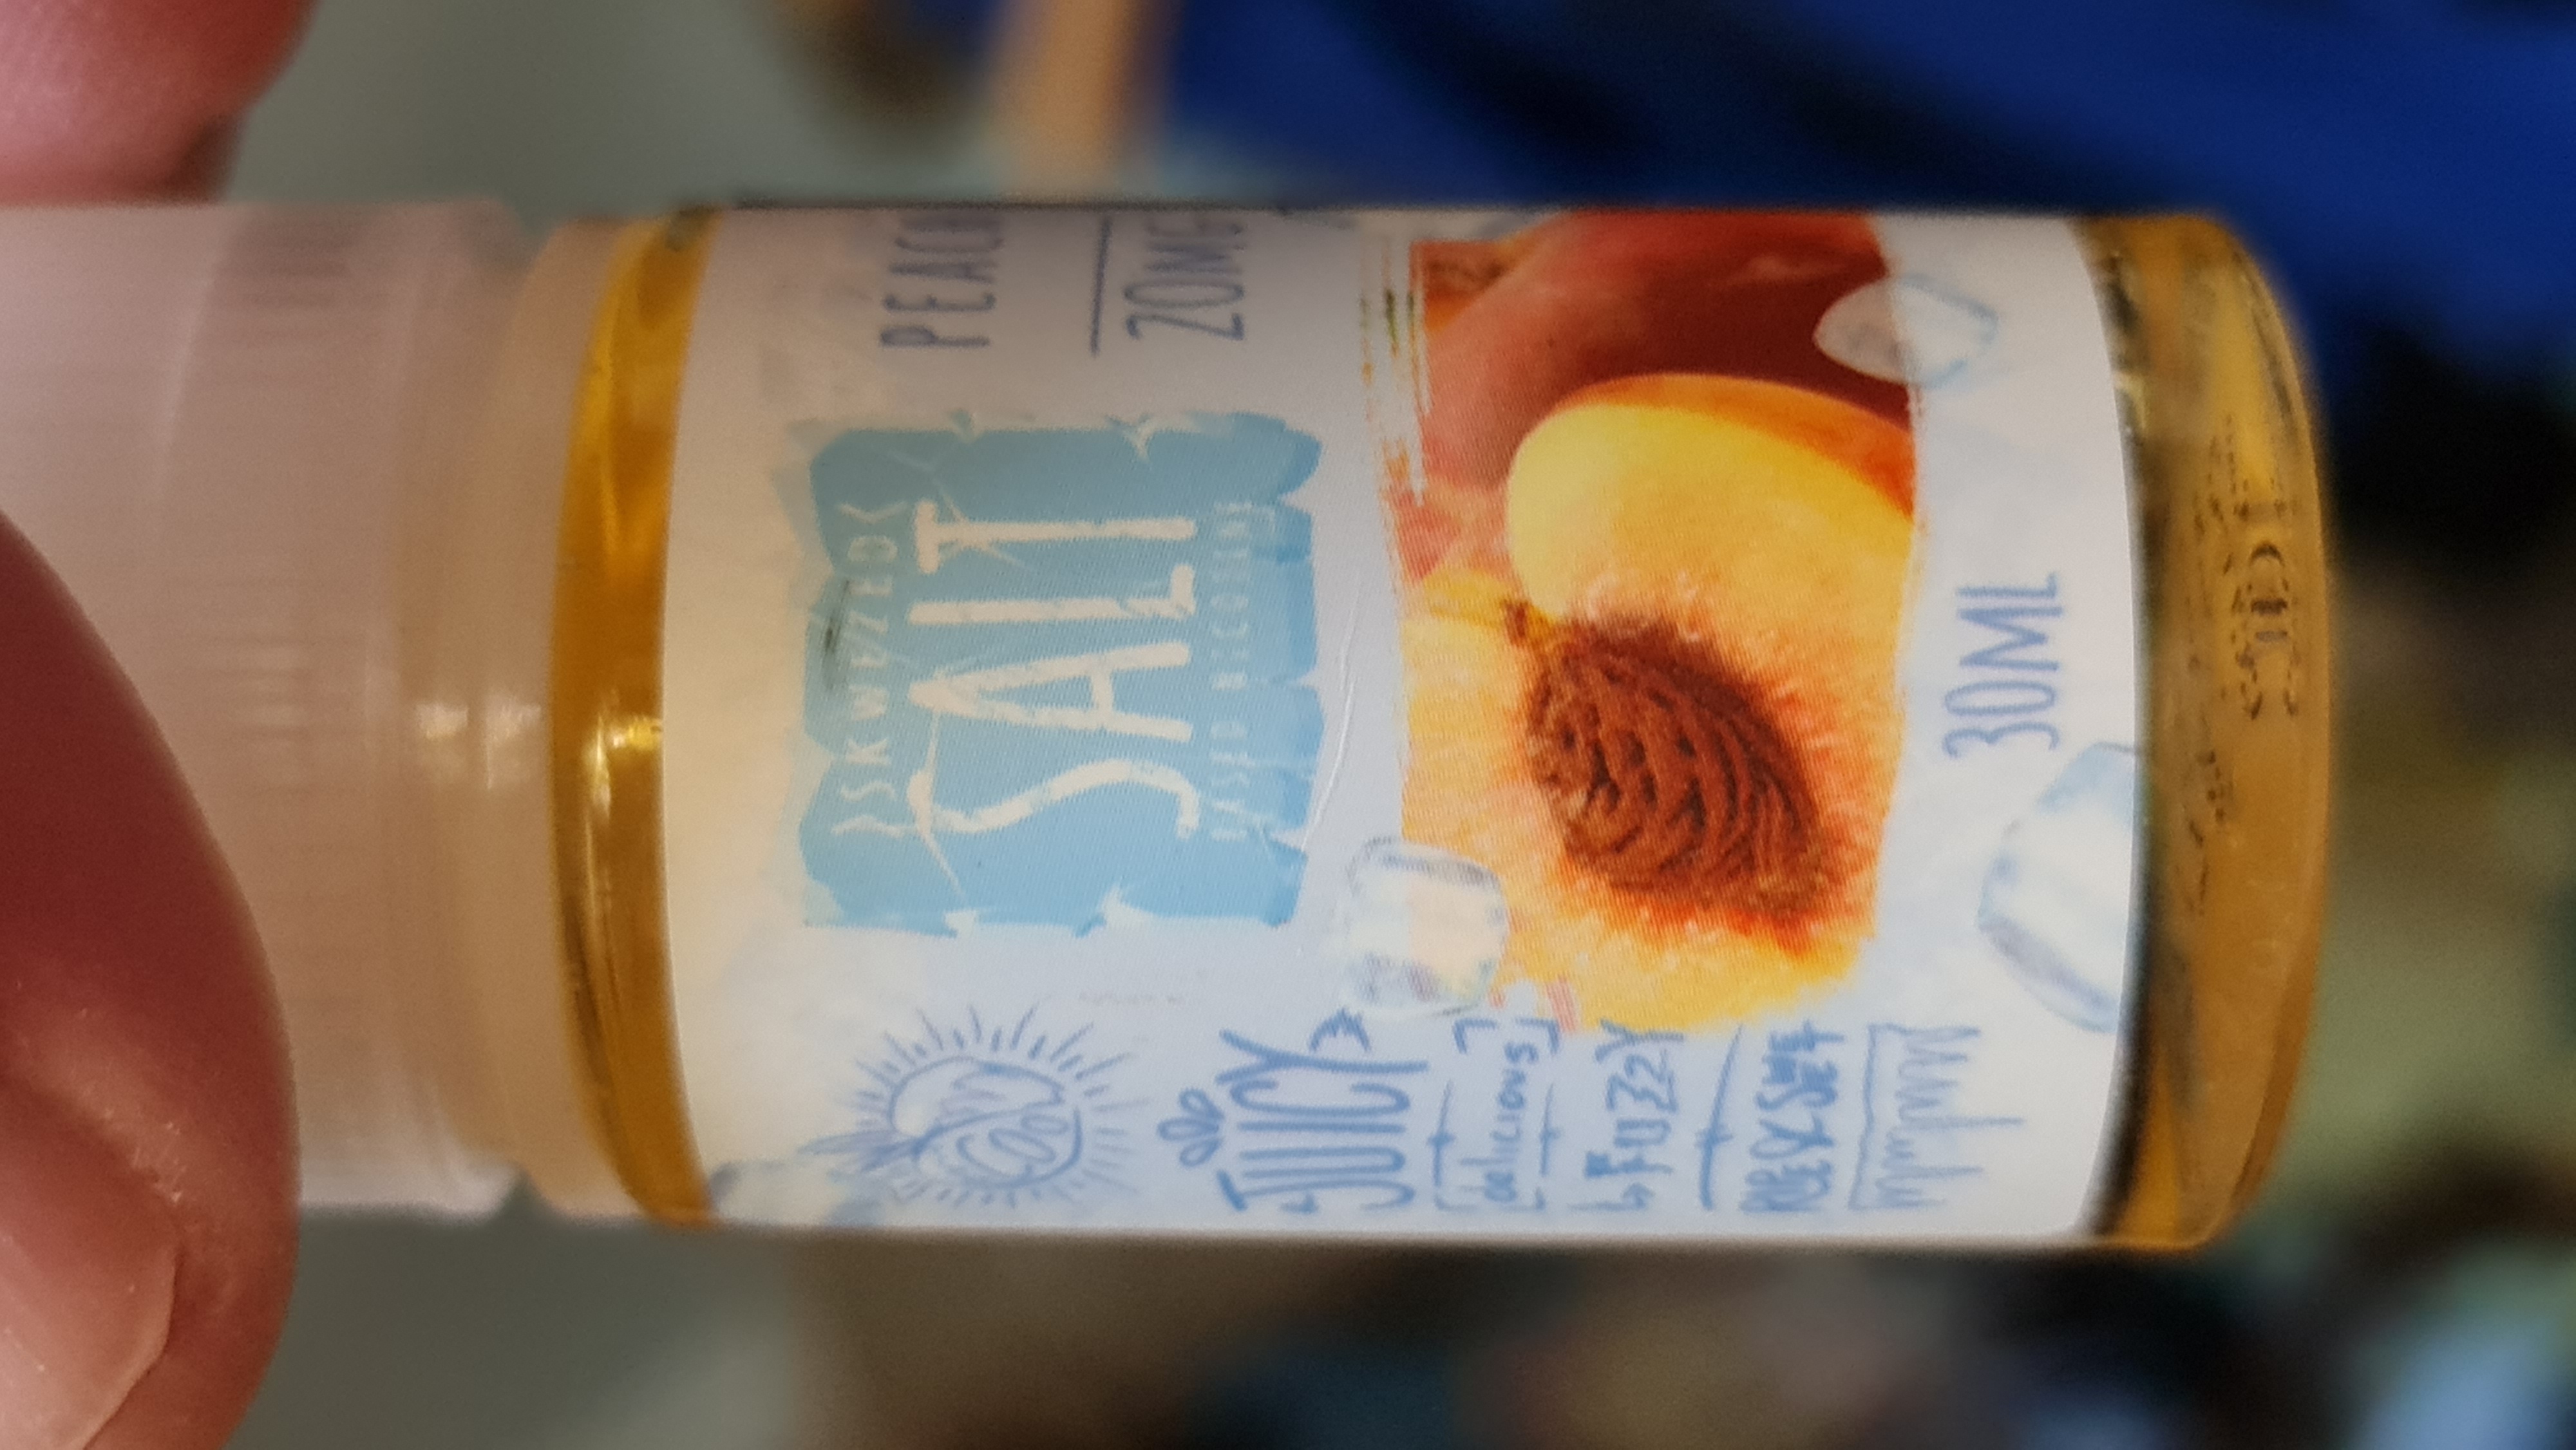 SKWEZED
SALT
BASED NICOTINE
PEACH
20MG
30ML
JUICY
delicious
FUZZY